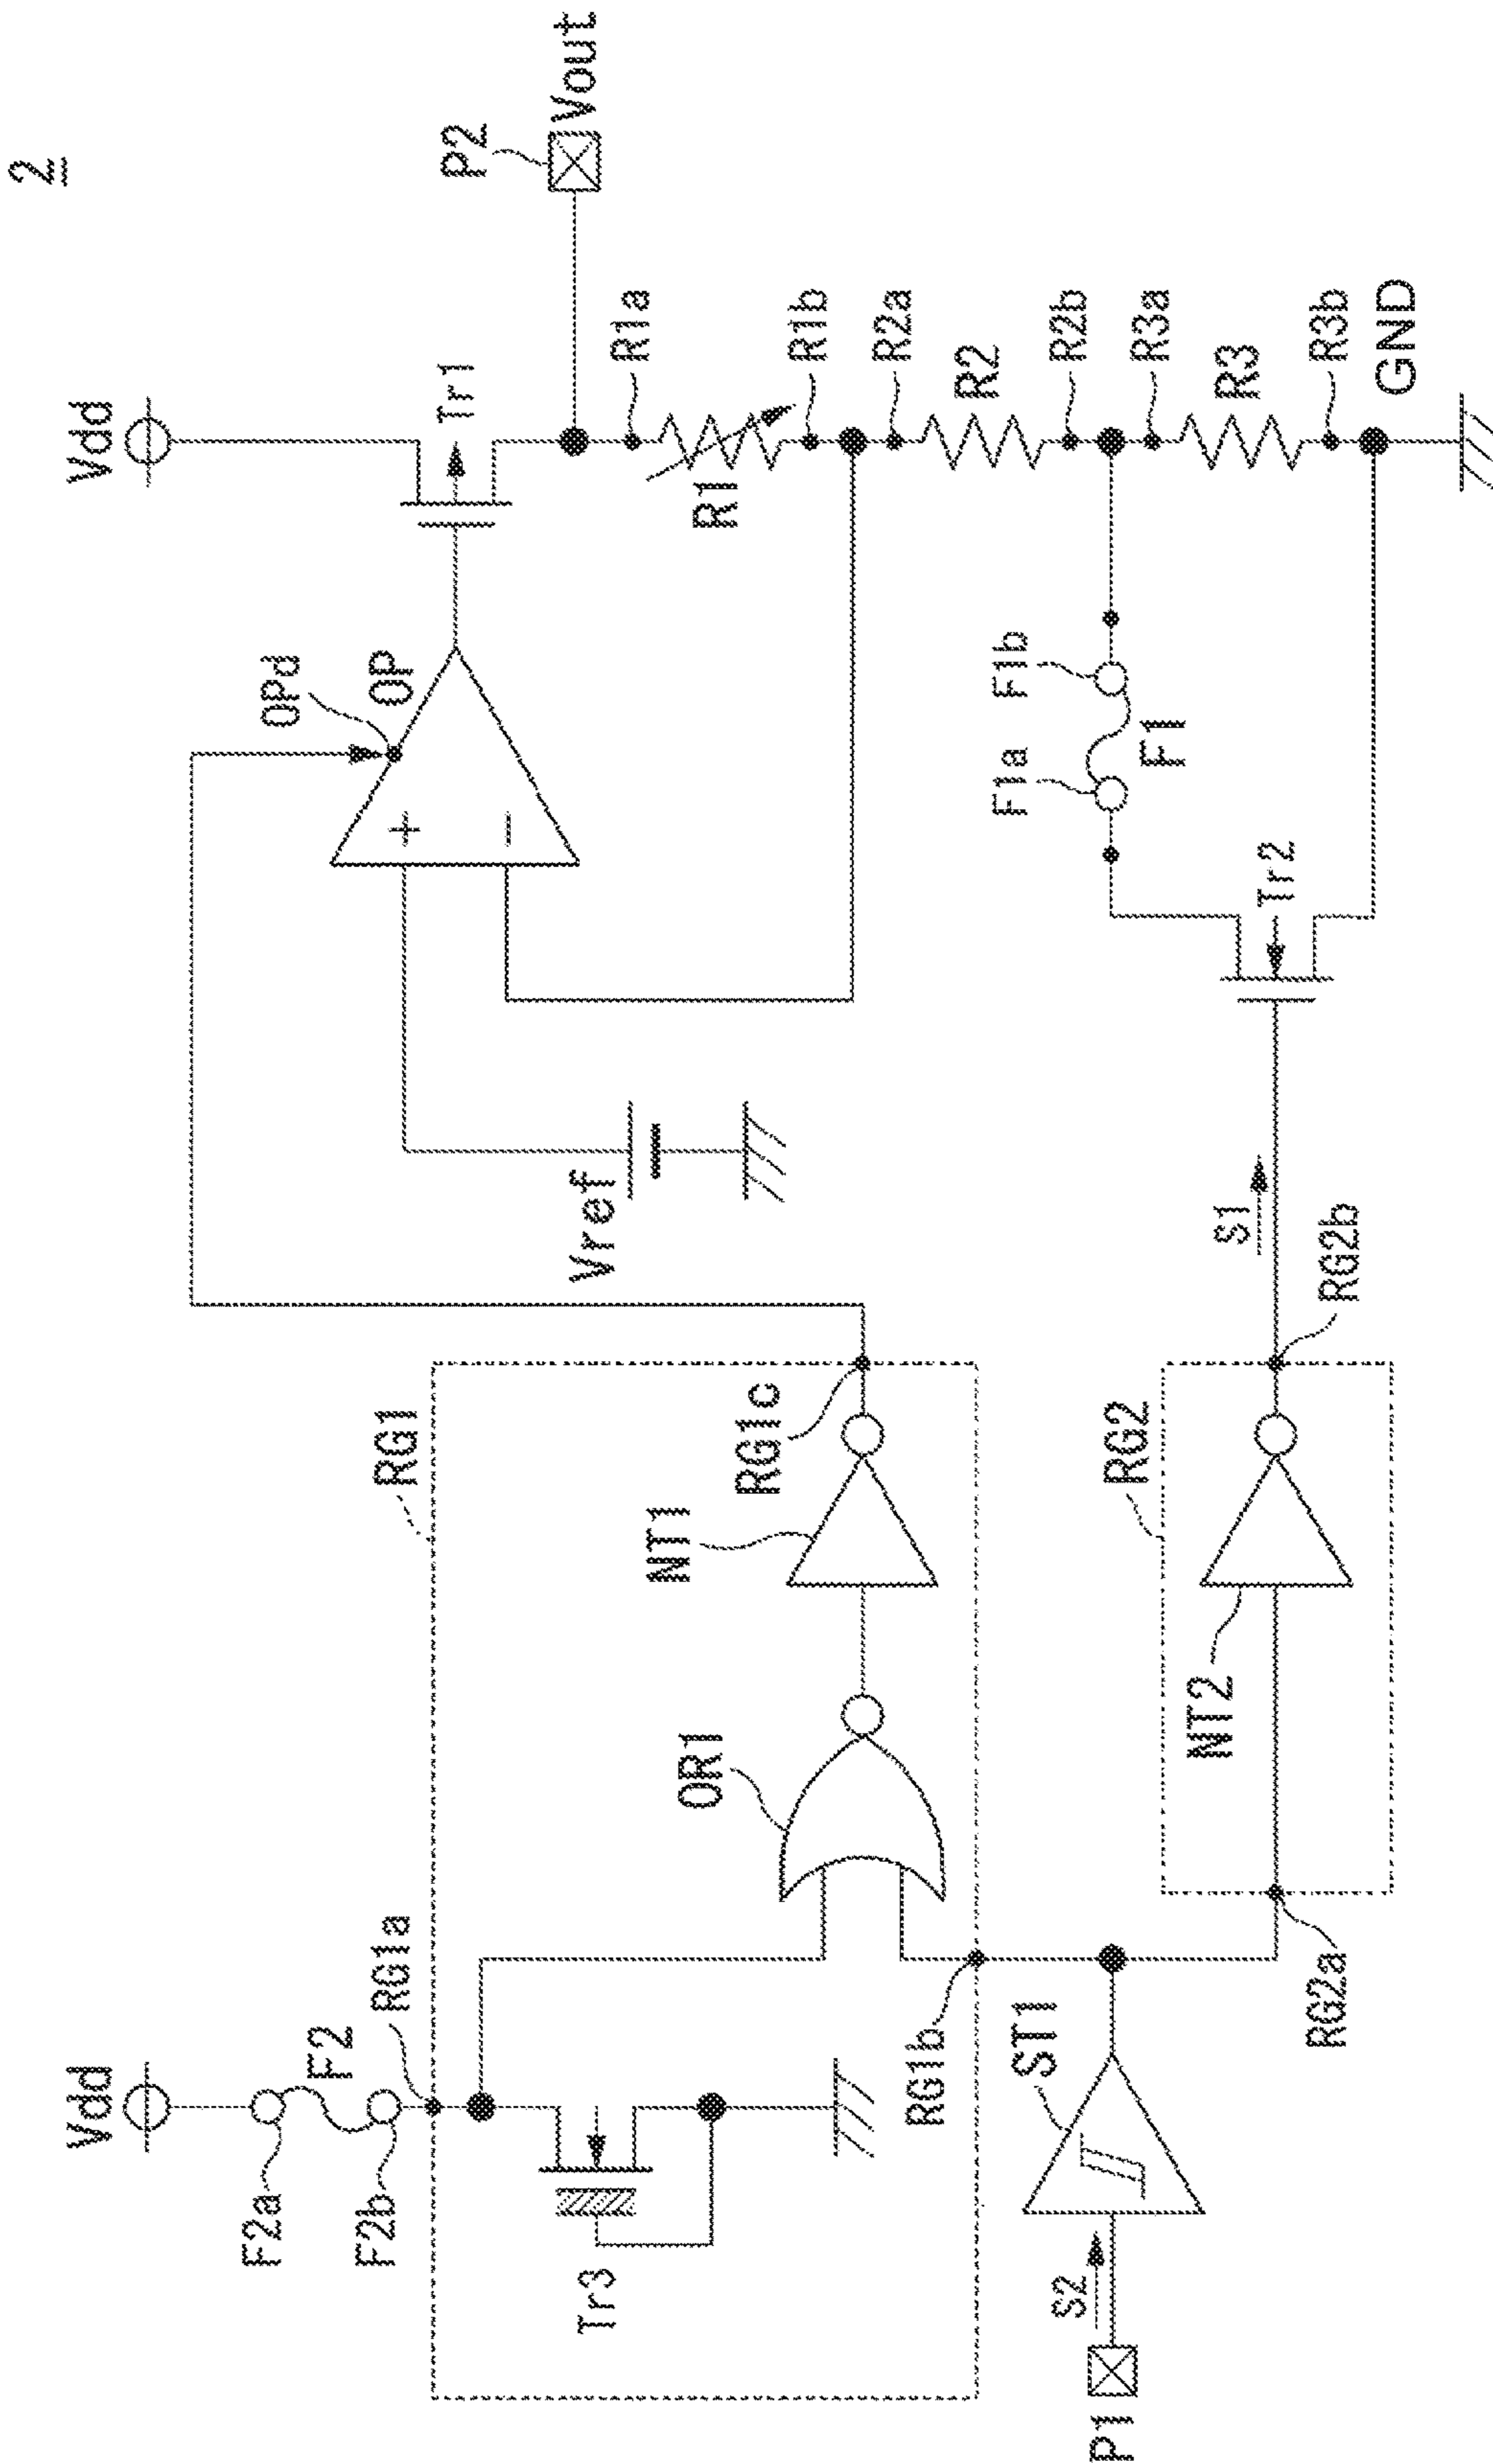 2
Vdd
P2
Vout
Tr1
OPd
OP
+
-
R1a
R1
R1b
R2a
R2
R2b
R3a
R3
R3b
GND
F1a
F1b
F1
Tr2
Vref
S1
RG1
RG1c
NT1
OR1
RG2
RG2b
NT2
RG2a
Vdd
F2
F2a
F2b
RG1a
Tr3
RG1b
ST1
S2
P1